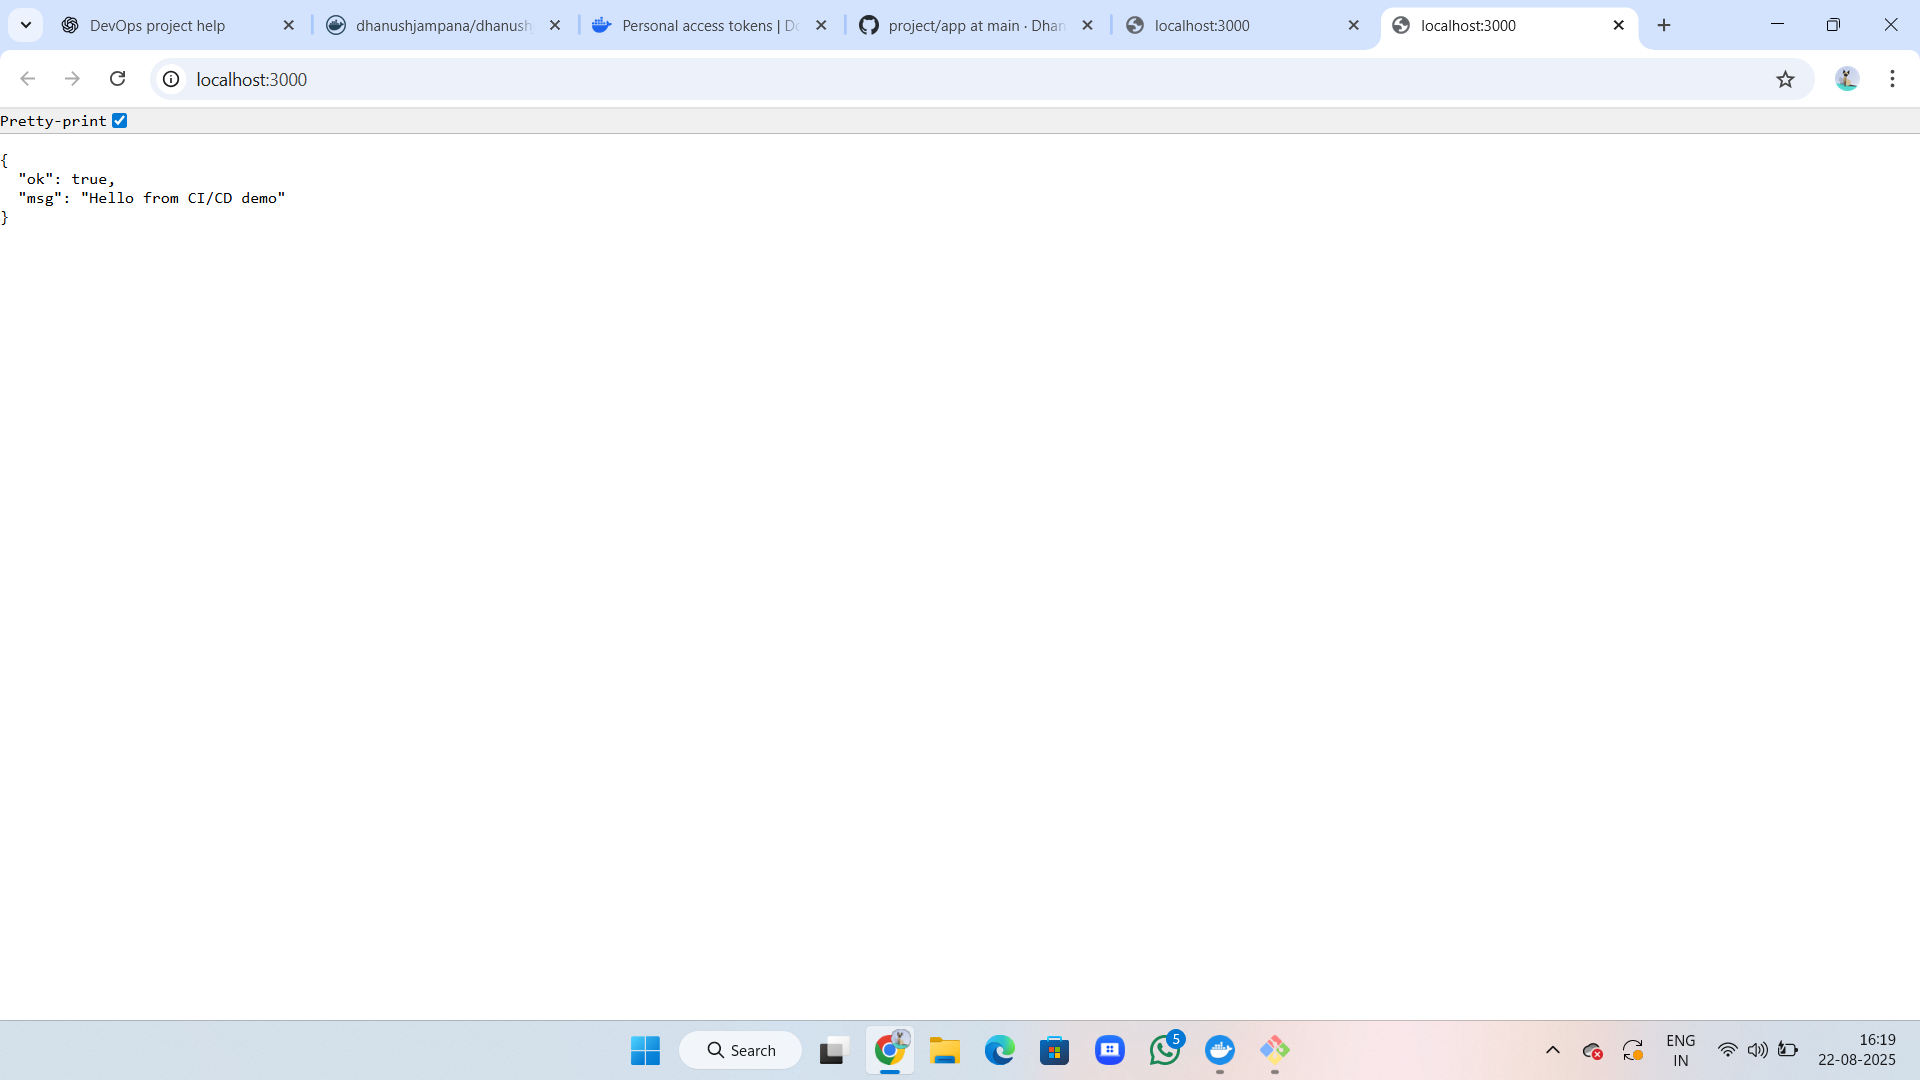 DevOps project help
dhanushjampana/dhanush
Personal access tokens | Do
project/app at main · Dhan
localhost:3000
localhost:3000
localhost:3000
Pretty-print
{
"ok": true,
"msg": "Hello from CI/CD demo"
}
Search
5
ENG
IN
16:19
22-08-2025